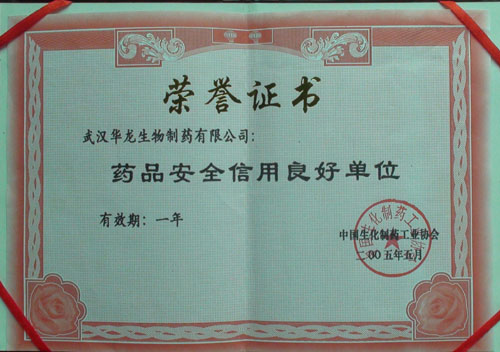 荣誉证书
武汉华龙生物制药有限公司:
药品安全信用良好单位
有效期:一年
中国生化制药工业协会
二〇〇五年五月